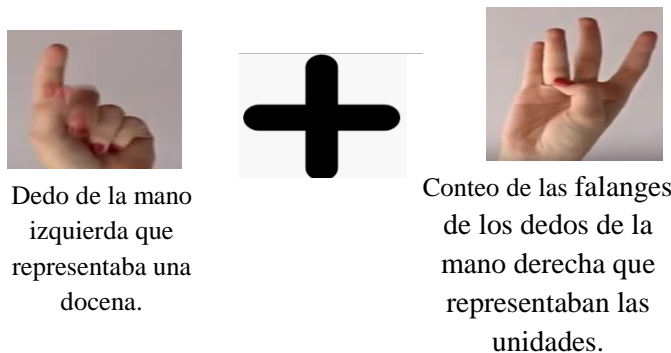 Dedo de la mano
izquierda que
representaba una
docena.
Conteo de las falanges
de los dedos de la
mano derecha que
representaban las
unidades.